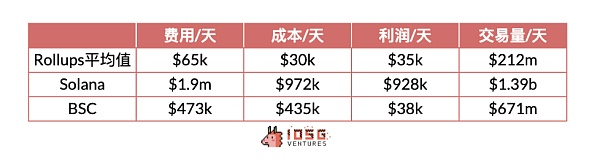 费用/天 成本/天 利润/天 交易量/天
Rollups平均值 $65k $30k $35k $212m
Solana $1.9m $972k $928k $1.39b
BSC $473k $435k $38k $671m
IOSG
VENTURES